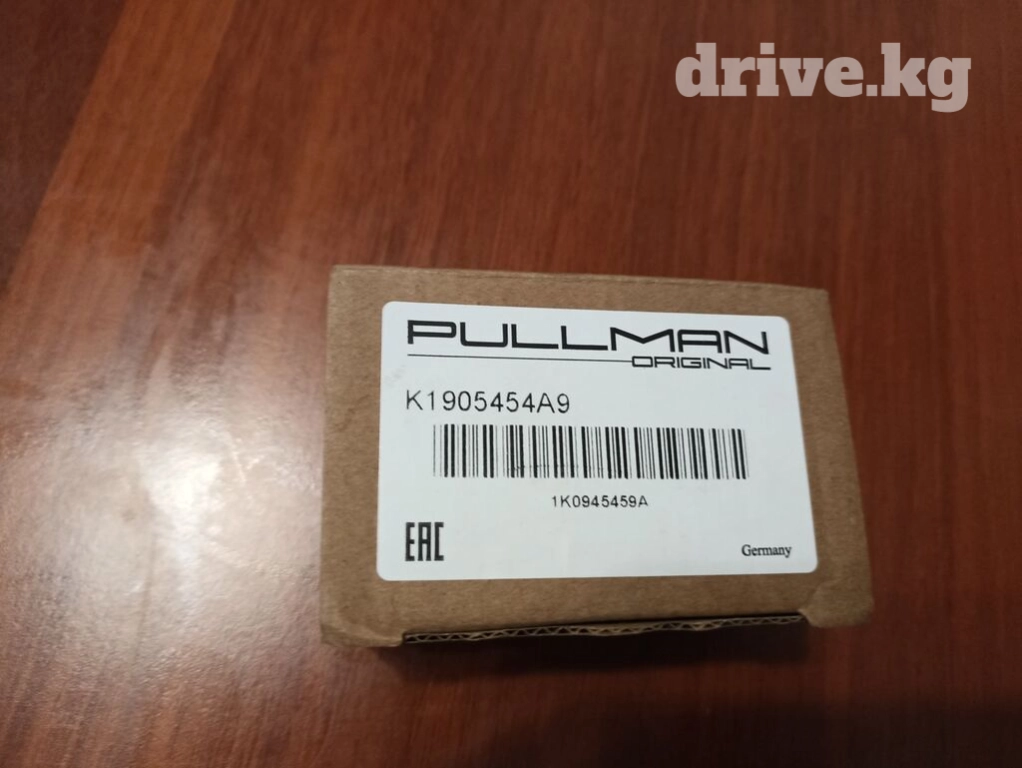 drive.kg
PULLMAN
ORIGINAL
K1905454A9
1K0945459A
EAC
Germany